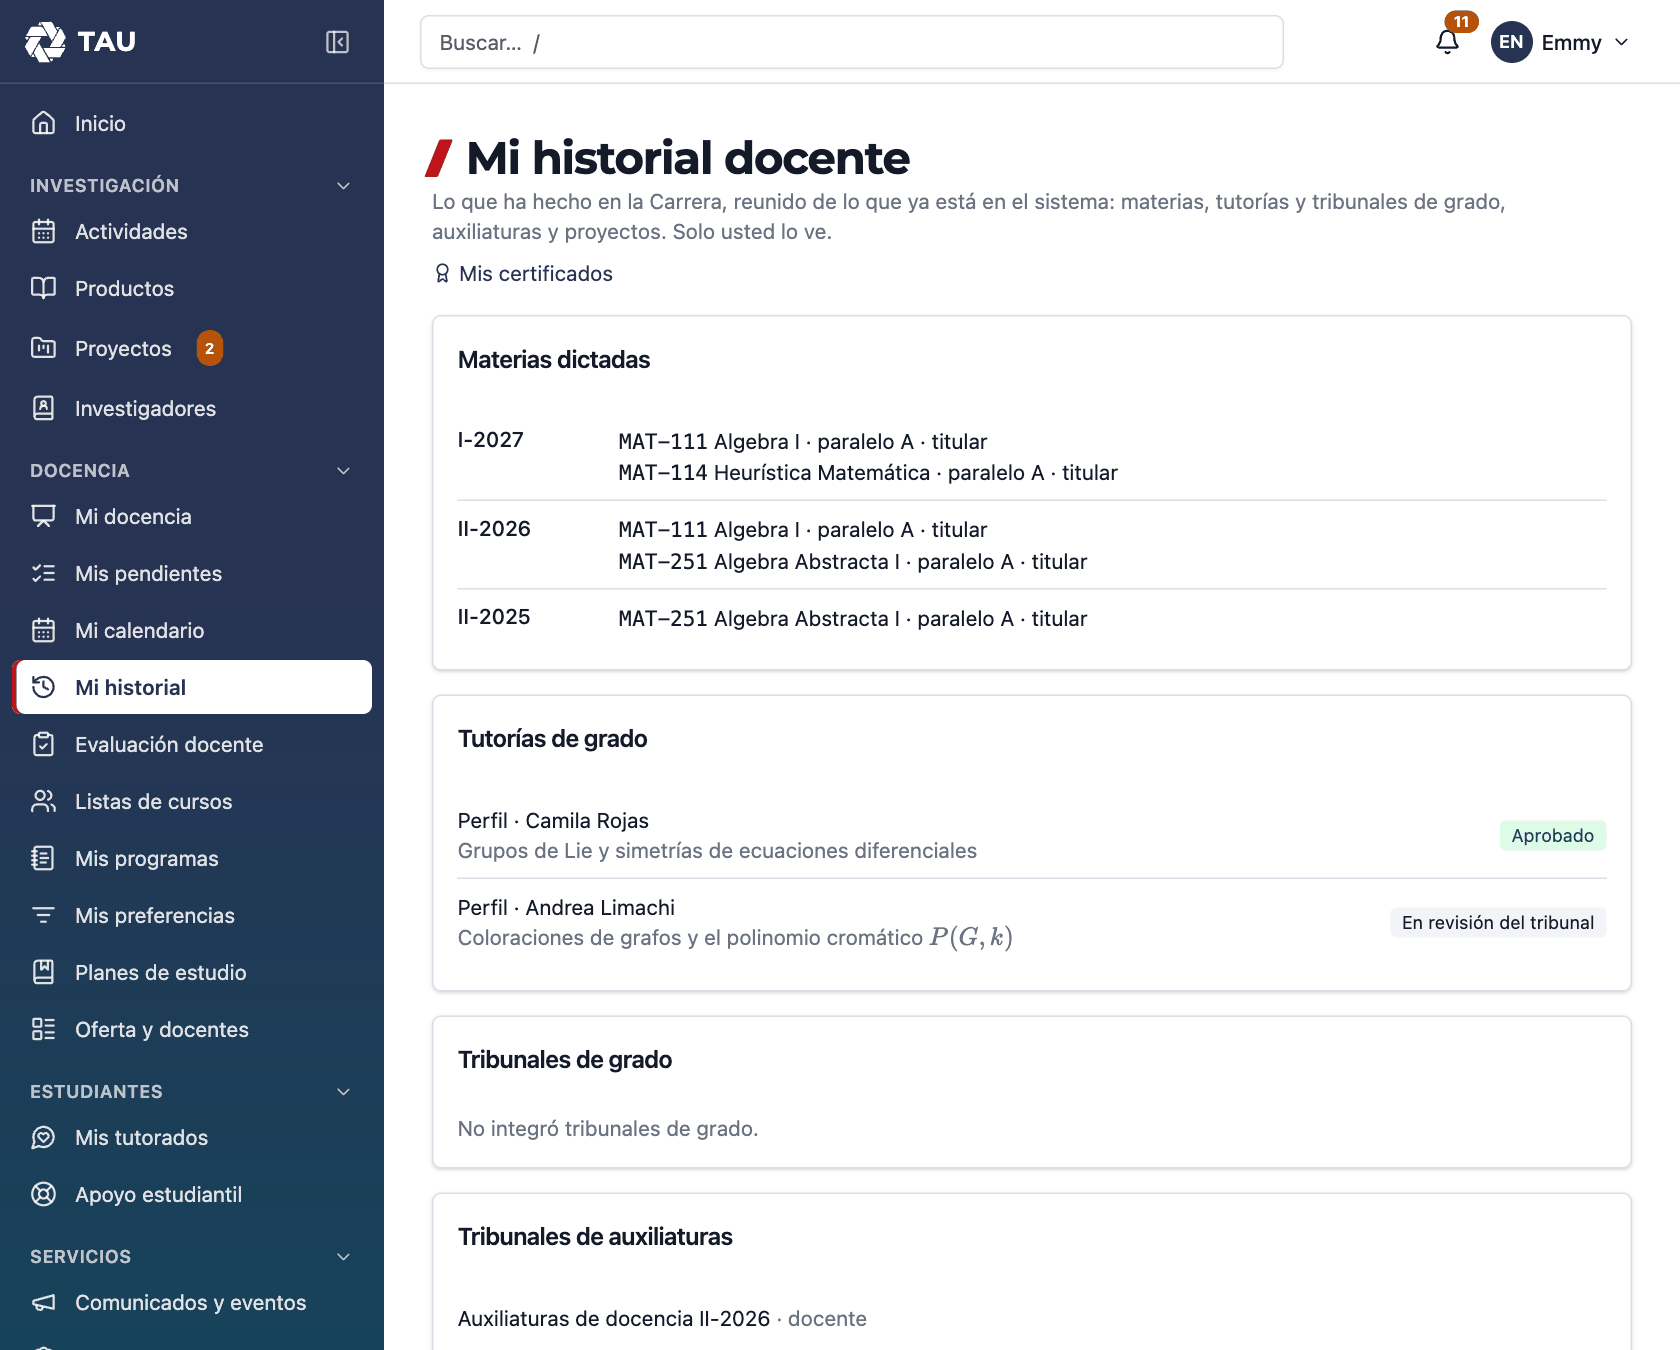 TAU
Buscar... /
11
EN Emmy
Inicio
INVESTIGACIÓN
Actividades
Productos
Proyectos 2
Investigadores
DOCENCIA
Mi docencia
Mis pendientes
Mi calendario
Mi historial
Evaluación docente
Listas de cursos
Mis programas
Mis preferencias
Planes de estudio
Oferta y docentes
ESTUDIANTES
Mis tutorados
Apoyo estudiantil
SERVICIOS
Comunicados y eventos
Mi historial docente
Lo que ha hecho en la Carrera, reunido de lo que ya está en el sistema: materias, tutorías y tribunales de grado,
auxiliaturas y proyectos. Solo usted lo ve.
Mis certificados
Materias dictadas
I-2027
MAT-111 Algebra I · paralelo A · titular
MAT-114 Heurística Matemática · paralelo A · titular
II-2026
MAT-111 Algebra I · paralelo A · titular
MAT-251 Algebra Abstracta I · paralelo A · titular
II-2025
MAT-251 Algebra Abstracta I · paralelo A · titular
Tutorías de grado
Perfil · Camila Rojas
Grupos de Lie y simetrías de ecuaciones diferenciales
Aprobado
Perfil · Andrea Limachi
Coloraciones de grafos y el polinomio cromático P(G, k)
En revisión del tribunal
Tribunales de grado
No integró tribunales de grado.
Tribunales de auxiliaturas
Auxiliaturas de docencia II-2026 · docente